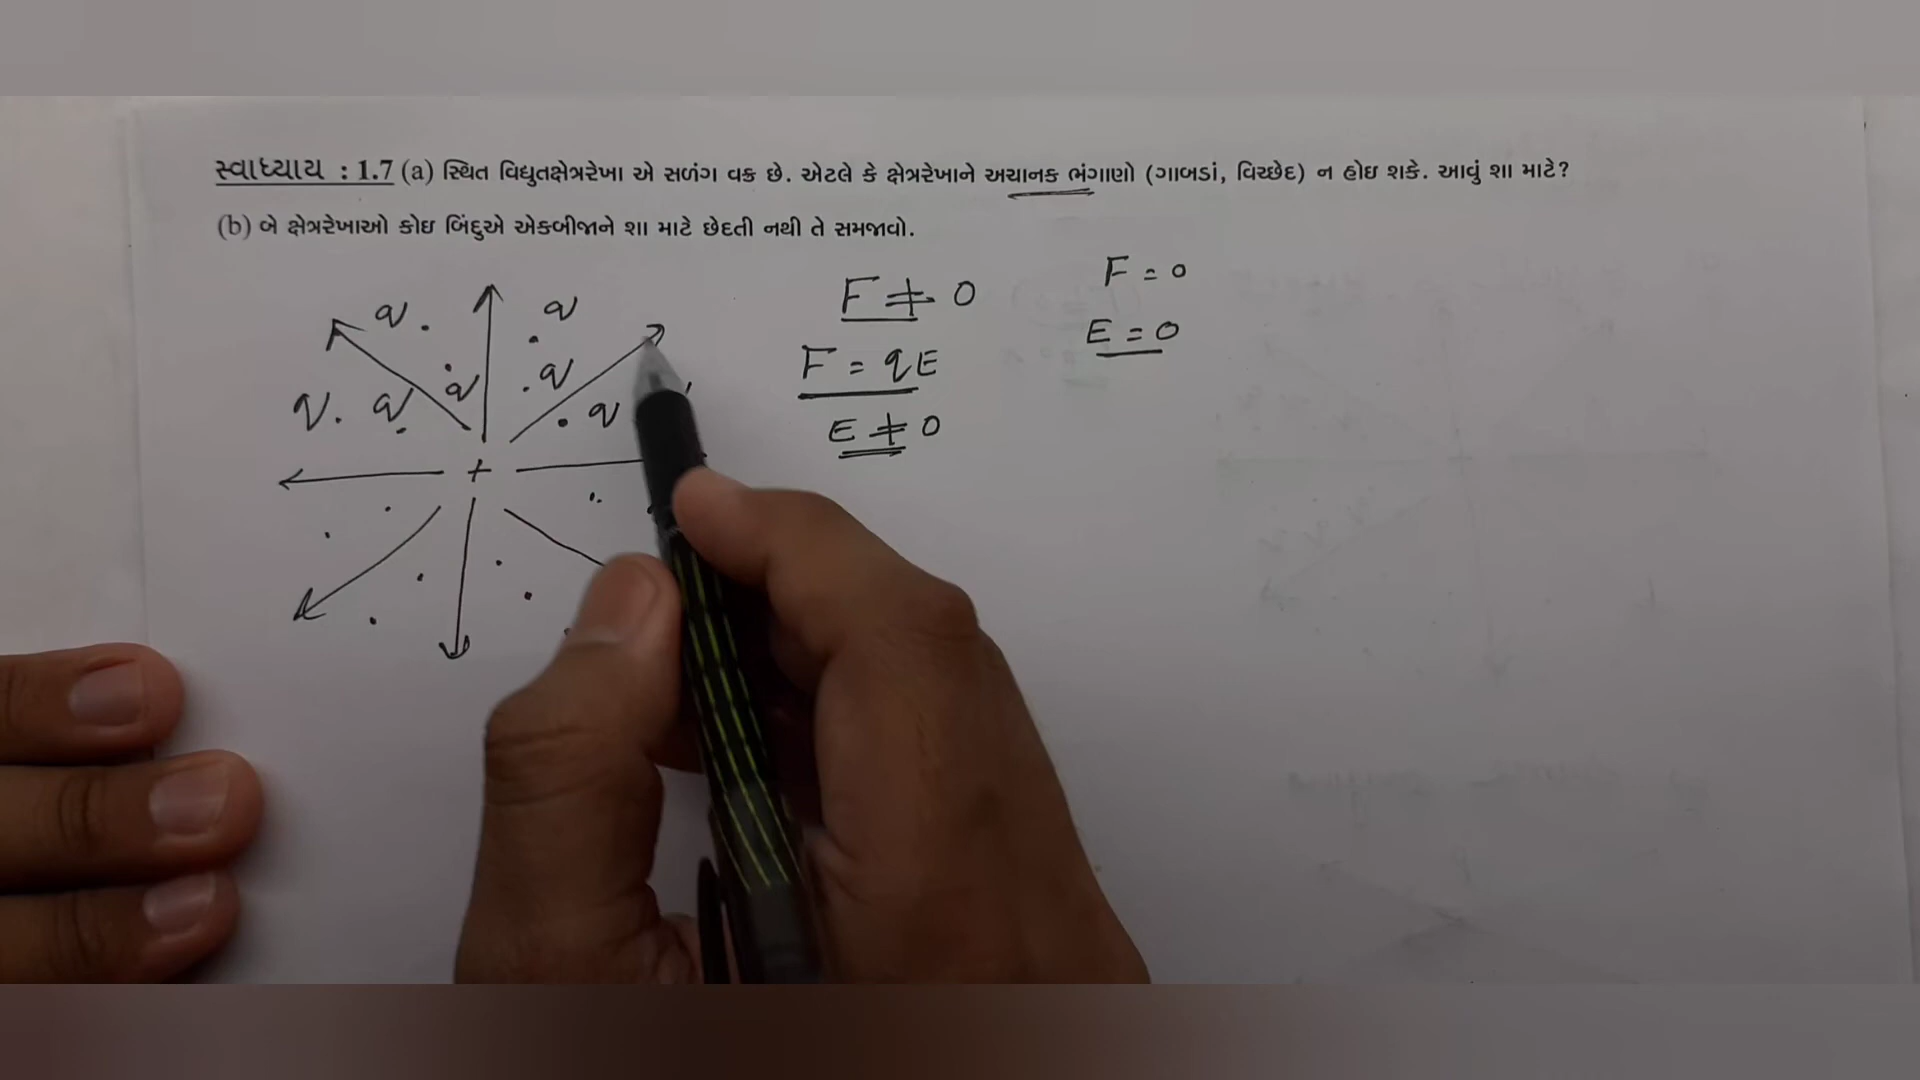 સ્વાધ્યાય : 1.7 (a) સ્થિત વિદ્યુતક્ષેત્રરેખા એ સળંગ વક્ર છે. એટલે કે ક્ષેત્રરેખાને અચાનક ભંગાણો (ગાબડાં, વિચ્છેદ) ન હોઇ શકે. આવું શા માટે?
(b) બે ક્ષેત્રરેખાઓ કોઇ બિંદુએ એકબીજાને શા માટે છેદતી નથી તે સમજાવો.
F ≠ 0
F = qE
E ≠ 0
F = 0
E = 0
q
q
q
q
q
q
q
+